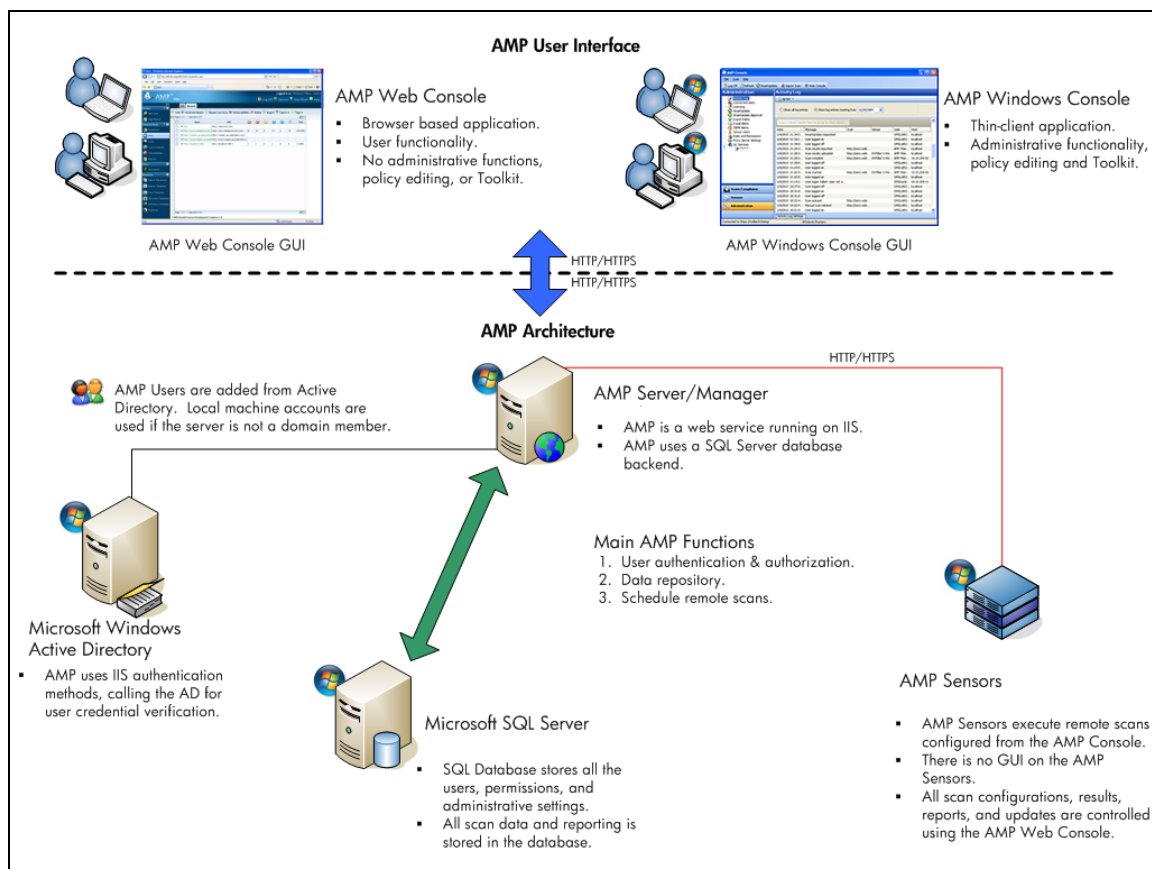 AMP User Interface
AMP Web Console
▪ Browser based application.
▪ User functionality.
▪ No administrative functions,
policy editing, or Toolkit.
AMP Web Console GUI
AMP Windows Console
▪ Thin-client application.
▪ Administrative functionality,
policy editing and Toolkit.
AMP Windows Console GUI
HTTP/HTTPS
HTTP/HTTPS
AMP Architecture
HTTP/HTTPS
AMP Users are added from Active
Directory. Local machine accounts are
used if the server is not a domain member.
AMP Server/Manager
▪ AMP is a web service running on IIS.
▪ AMP uses a SQL Server database
backend.
Main AMP Functions
1. User authentication & authorization.
2. Data repository.
3. Schedule remote scans.
Microsoft Windows
Active Directory
▪ AMP uses IIS authentication
methods, calling the AD for
user credential verification.
Microsoft SQL Server
▪ SQL Database stores all the
users, permissions, and
administrative settings.
▪ All scan data and reporting is
stored in the database.
AMP Sensors
▪ AMP Sensors execute remote scans
configured from the AMP Console.
▪ There is no GUI on the AMP
Sensors.
▪ All scan configurations, results,
reports, and updates are controlled
using the AMP Web Console.